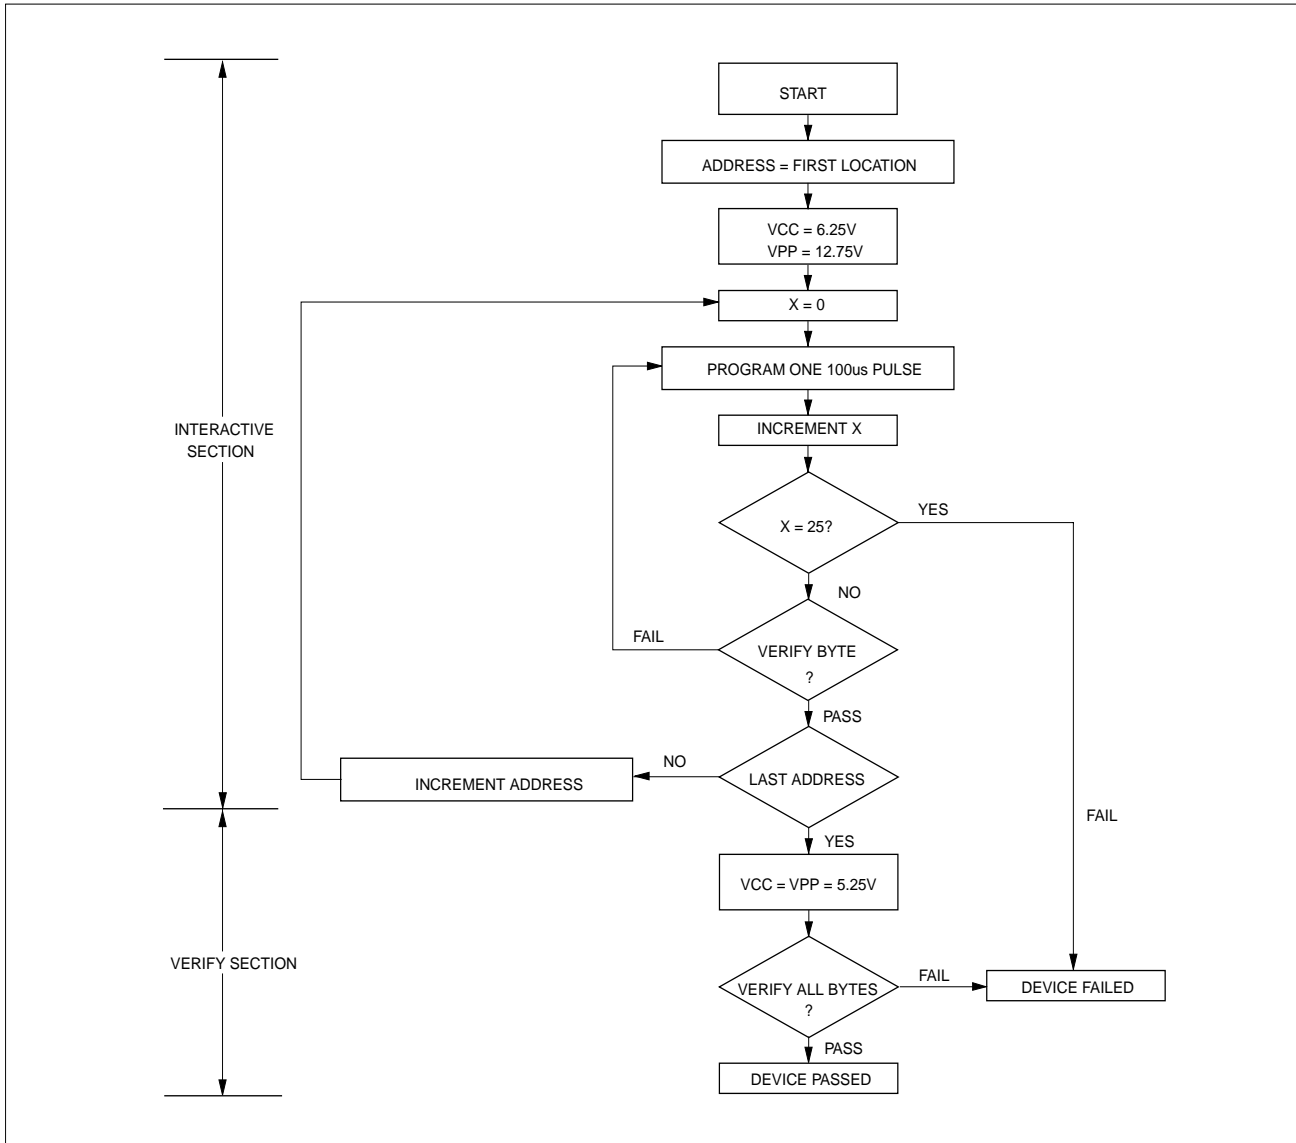 START
ADDRESS = FIRST LOCATION
VCC = 6.25V
VPP = 12.75V
X = 0
PROGRAM ONE 100us PULSE
INTERACTIVE
SECTION
INCREMENT X
X = 25?
YES
NO
FAIL
VERIFY BYTE
?
PASS
NO
LAST ADDRESS
INCREMENT ADDRESS
FAIL
YES
VCC = VPP = 5.25V
VERIFY SECTION
VERIFY ALL BYTES
?
FAIL
DEVICE FAILED
PASS
DEVICE PASSED